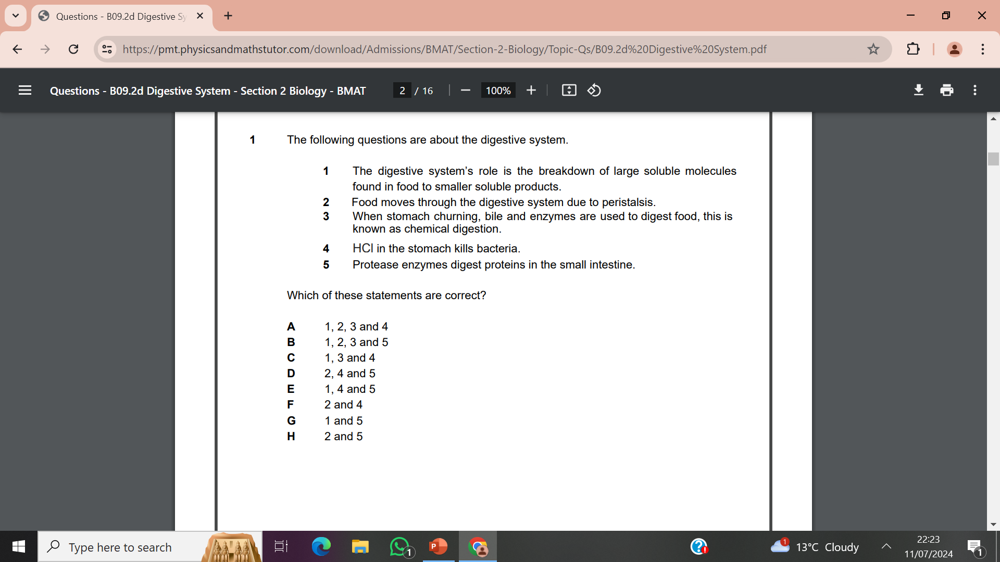 Questions - B09.2d Digestive Sy
https://pmt.physicsandmathstutor.com/download/Admissions/BMAT/Section-2-Biology/Topic-Qs/B09.2d%20Digestive%20System.pdf
Questions - B09.2d Digestive System - Section 2 Biology - BMAT 2 / 16 100%
1 The following questions are about the digestive system.
1 The digestive system’s role is the breakdown of large soluble molecules
found in food to smaller soluble products.
2 Food moves through the digestive system due to peristalsis.
3 When stomach churning, bile and enzymes are used to digest food, this is
known as chemical digestion.
4 HCl in the stomach kills bacteria.
5 Protease enzymes digest proteins in the small intestine.
Which of these statements are correct?
A 1, 2, 3 and 4
B 1, 2, 3 and 5
C 1, 3 and 4
D 2, 4 and 5
E 1, 4 and 5
F 2 and 4
G 1 and 5
H 2 and 5
Type here to search 1 P 1 13°C Cloudy 22:23 1
11/07/2024